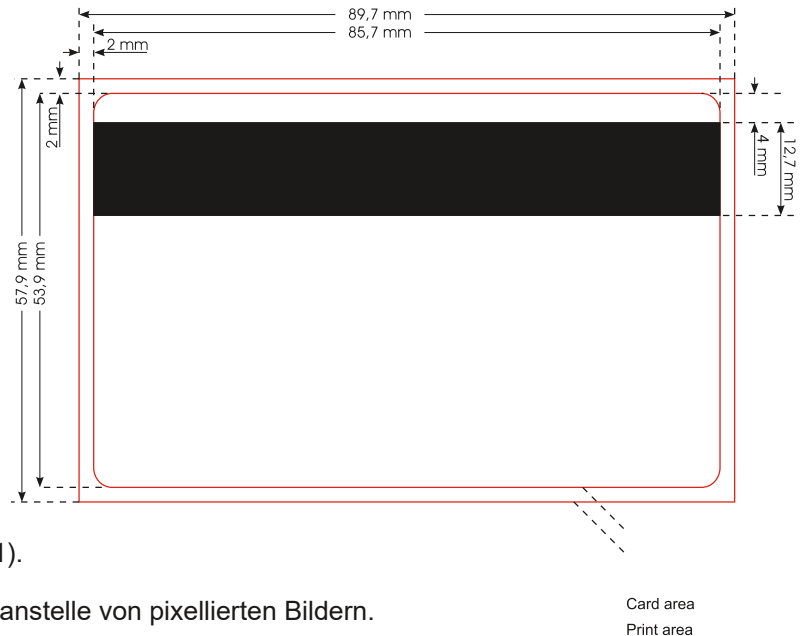 89,7 mm
85,7 mm
2 mm
2 mm
4 mm
12,7 mm
57,9 mm
53,9 mm
1).
anstelle von pixellierten Bildern.
Card area
Print area